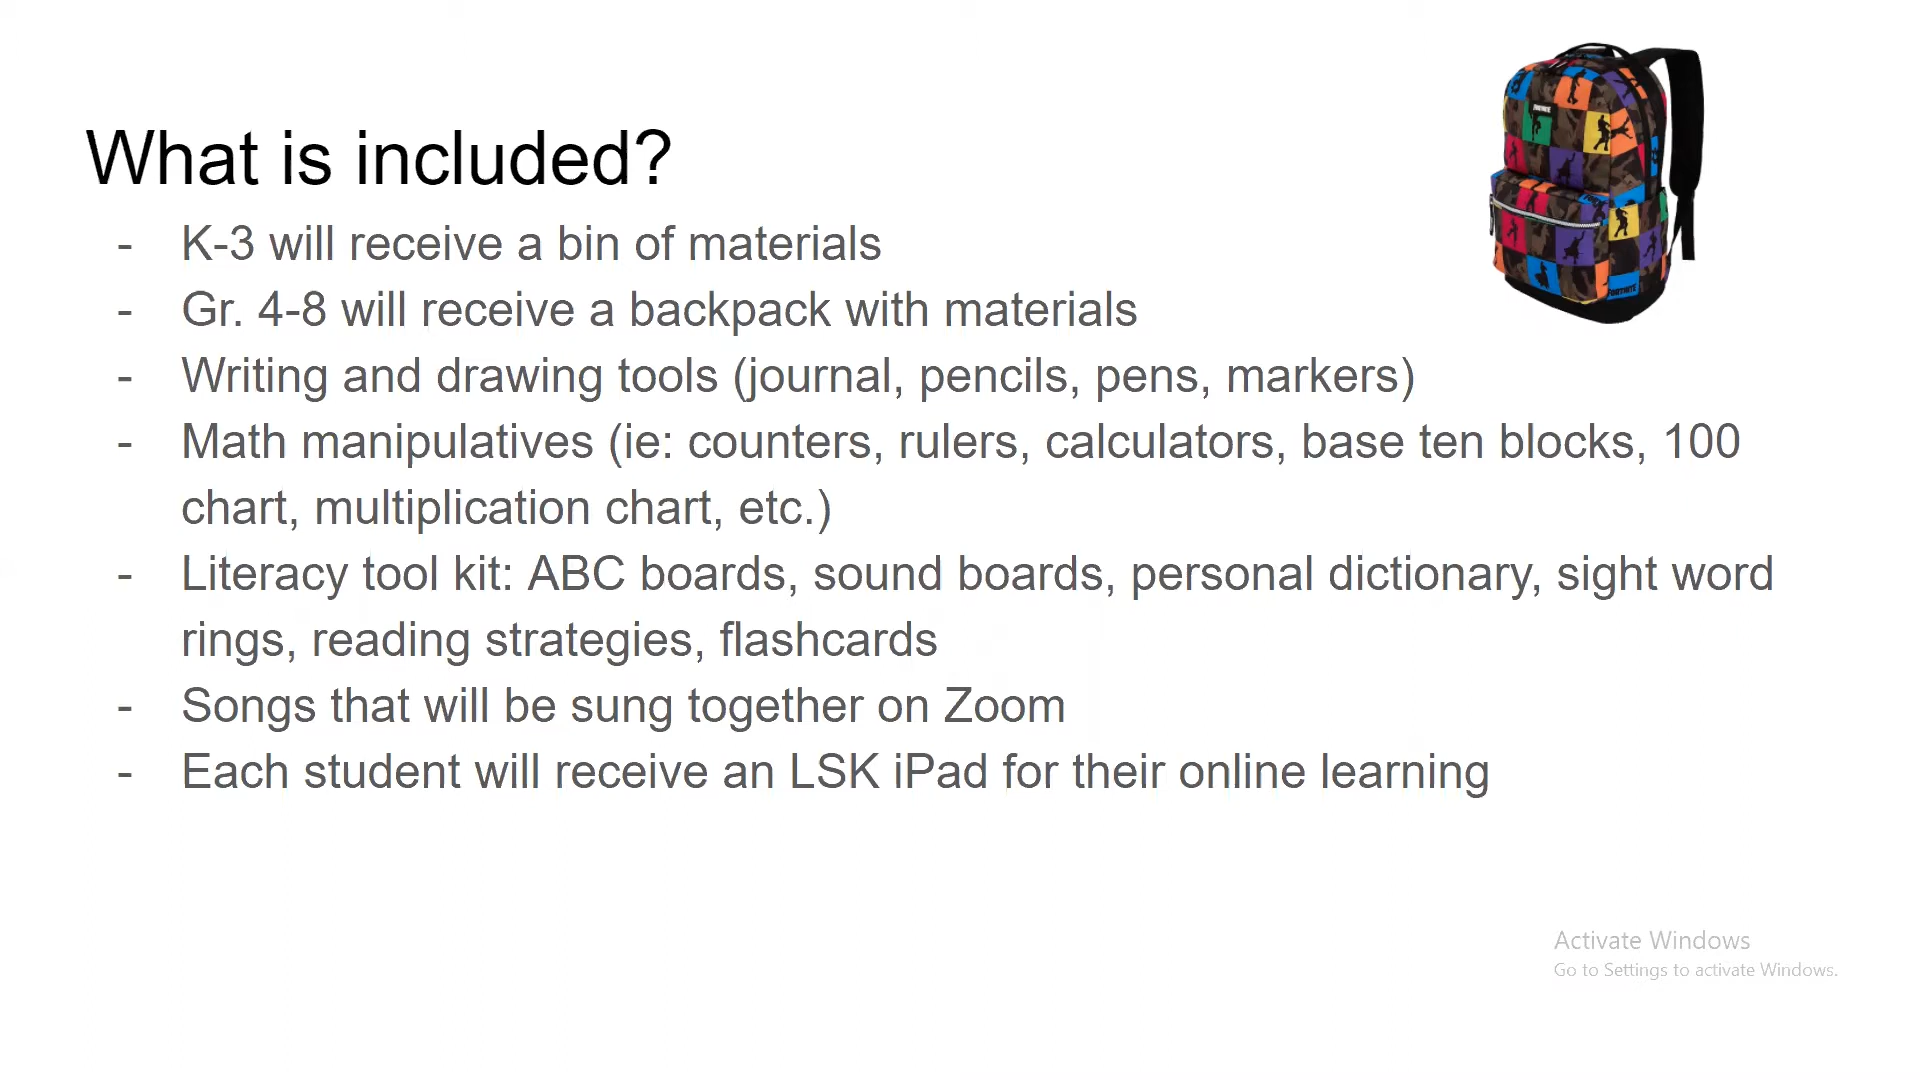 What is included?
- K-3 will receive a bin of materials
- Gr. 4-8 will receive a backpack with materials
- Writing and drawing tools (journal, pencils, pens, markers)
- Math manipulatives (ie: counters, rulers, calculators, base ten blocks, 100
chart, multiplication chart, etc.)
- Literacy tool kit: ABC boards, sound boards, personal dictionary, sight word
rings, reading strategies, flashcards
- Songs that will be sung together on Zoom
- Each student will receive an LSK iPad for their online learning
FORTNITE
FORTNITE
Activate Windows
Go to Settings to activate Windows.